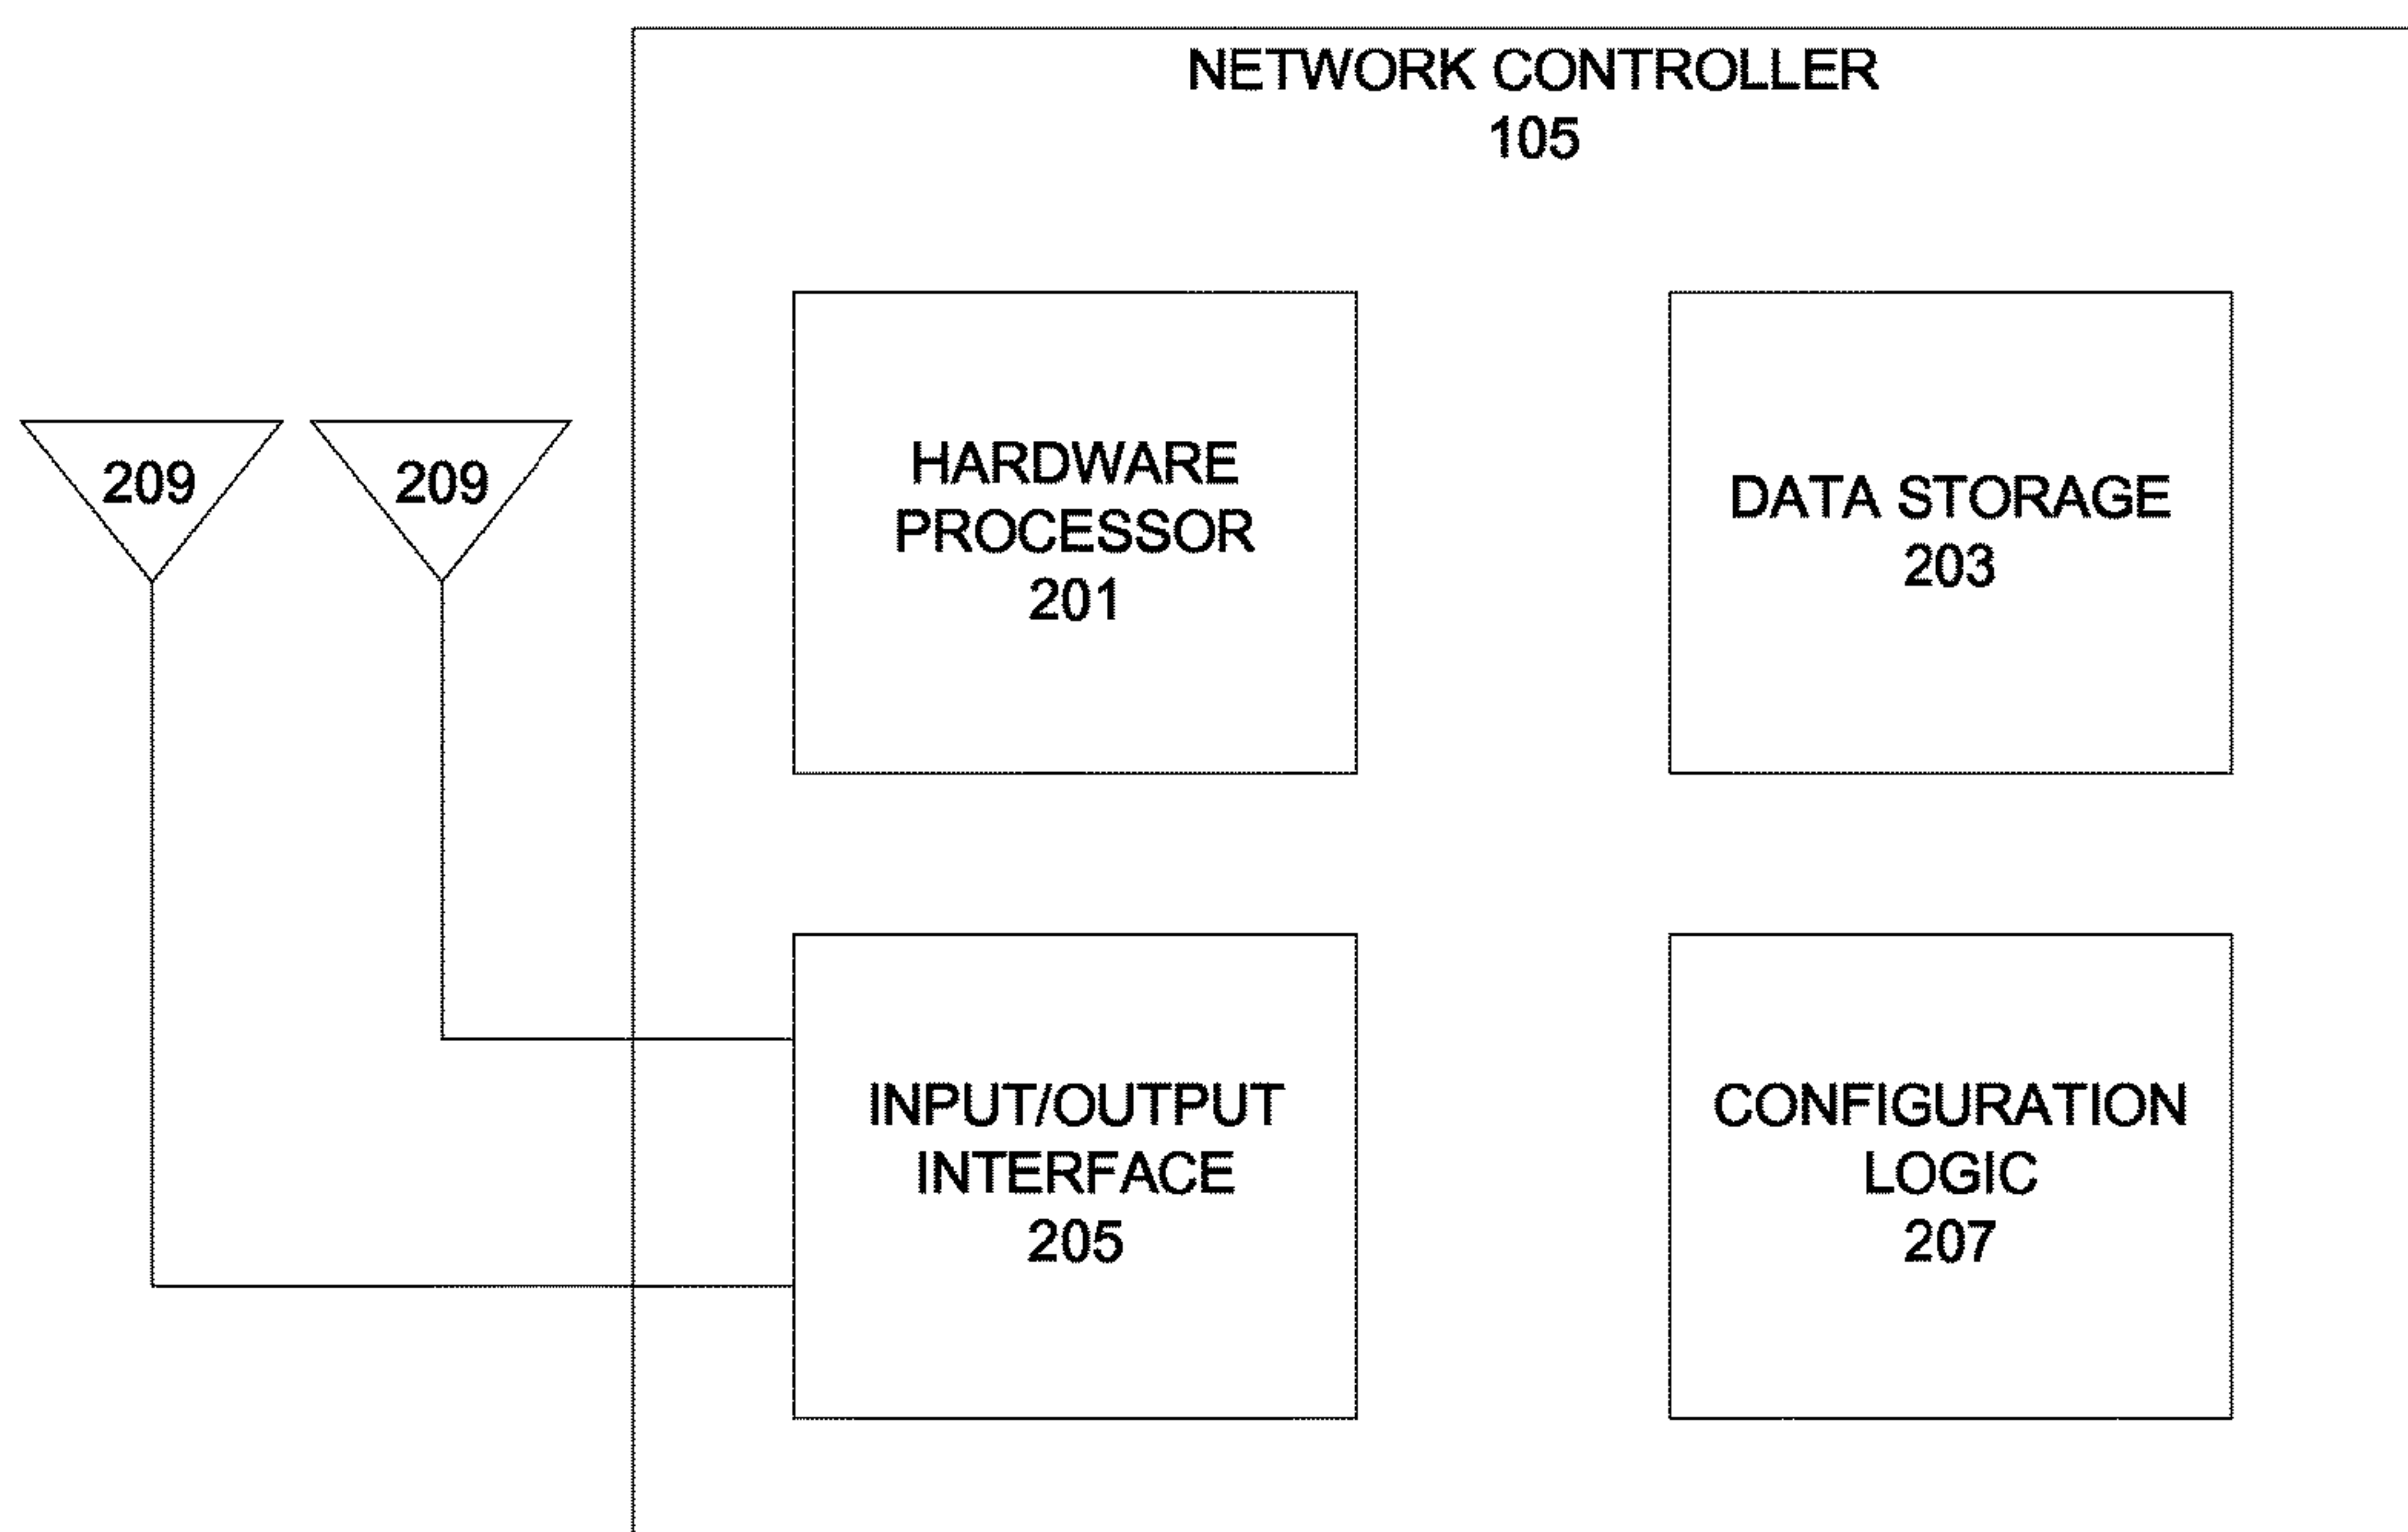 NETWORK CONTROLLER
105
209
209
HARDWARE
PROCESSOR
201
DATA STORAGE
203
INPUT/OUTPUT
INTERFACE
205
CONFIGURATION
LOGIC
207